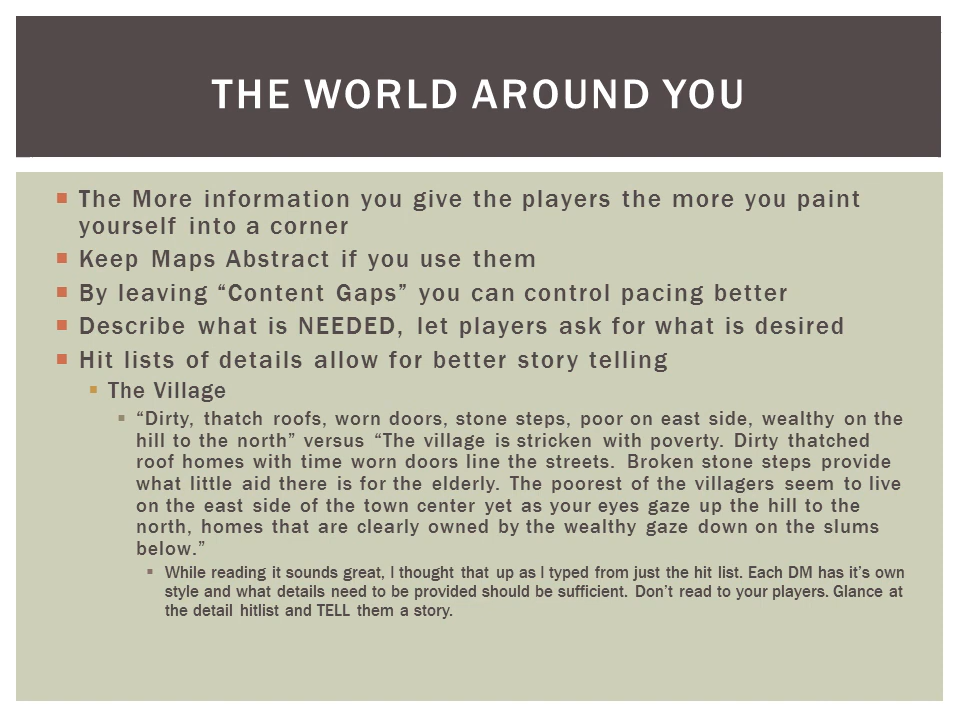 THE WORLD AROUND YOU
The More information you give the players the more you paint
yourself into a corner
Keep Maps Abstract if you use them
By leaving “Content Gaps” you can control pacing better
Describe what is NEEDED, let players ask for what is desired
Hit lists of details allow for better story telling
The Village
“Dirty, thatch roofs, worn doors, stone steps, poor on east side, wealthy on the
hill to the north” versus “The village is stricken with poverty. Dirty thatched
roof homes with time worn doors line the streets. Broken stone steps provide
what little aid there is for the elderly. The poorest of the villagers seem to live
on the east side of the town center yet as your eyes gaze up the hill to the
north, homes that are clearly owned by the wealthy gaze down on the slums
below.”
While reading it sounds great, I thought that up as I typed from just the hit list. Each DM has it’s own
style and what details need to be provided should be sufficient. Don’t read to your players. Glance at
the detail hitlist and TELL them a story.